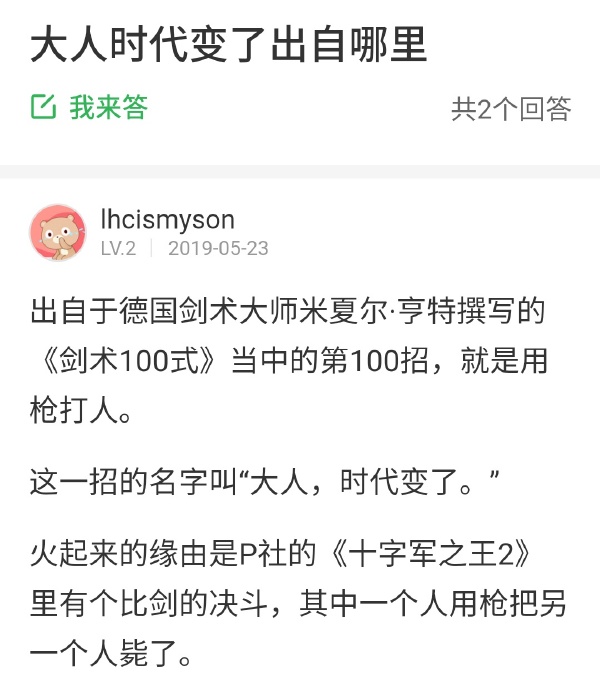 大人时代变了出自哪里
我来答 共2个回答
lhcismyson
LV.2 2019-05-23
出自于德国剑术大师米夏尔·亨特撰写的
《剑术100式》当中的第100招，就是用
枪打人。
这一招的名字叫“大人，时代变了。”
火起来的缘由是P社的《十字军之王2》
里有个比剑的决斗，其中一个人用枪把另
一个人毙了。